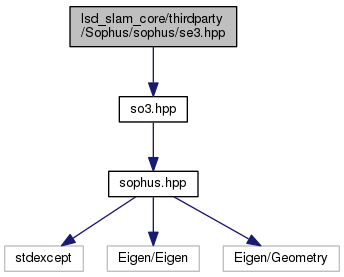 lsd_slam_core/thirdparty
/Sophus/sophus/se3.hpp
so3.hpp
sophus.hpp
stdexcept
Eigen/Eigen
Eigen/Geometry